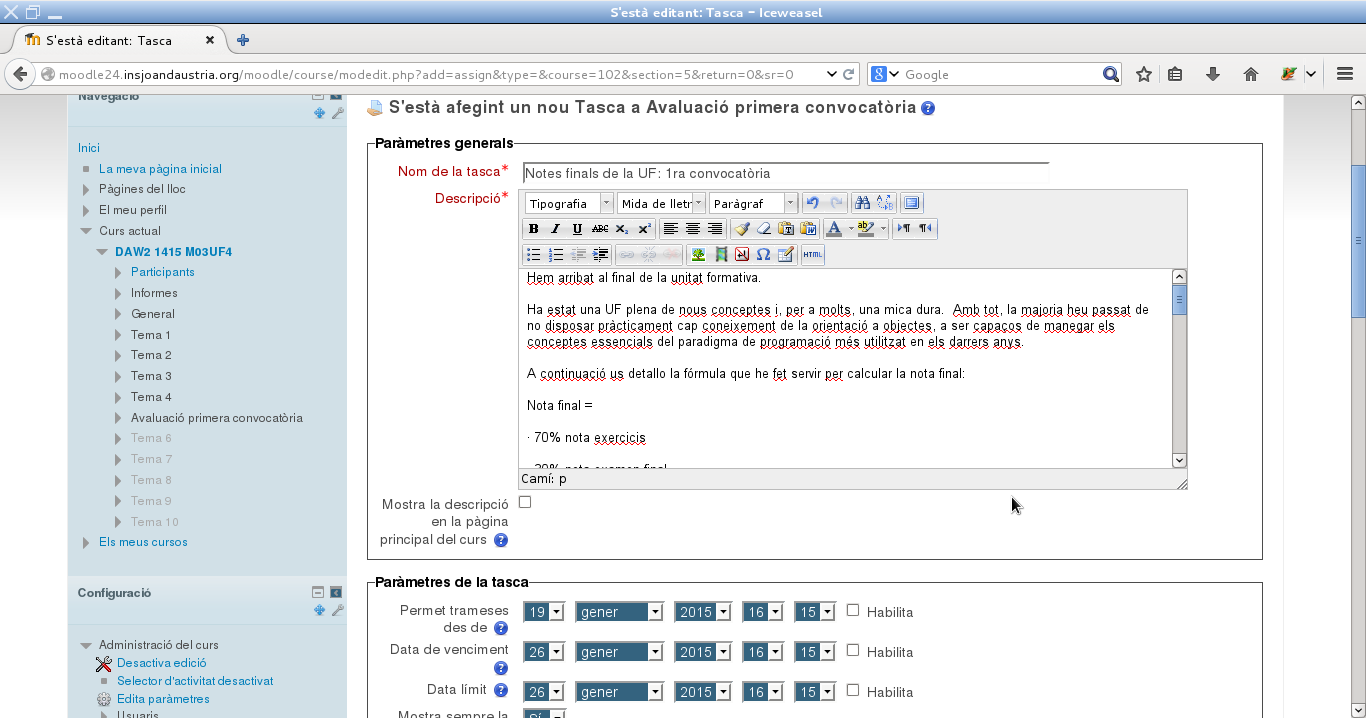 S'està editant: Tasca - Iceweasel
S'està editant: Tasca
moodle24.insjoandaustria.org/moodle/course/modedit.php?add=assign&type=&course=102&section=5&return=0&sr=0
Google
Navegació
Inici
La meva pàgina inicial
Pàgines del lloc
El meu perfil
Curs actual
DAW2 1415 M03UF4
Participants
Informes
General
Tema 1
Tema 2
Tema 3
Tema 4
Avaluació primera convocatòria
Tema 6
Tema 7
Tema 8
Tema 9
Tema 10
Els meus cursos
Configuració
Administració del curs
Desactiva edició
Selector d'activitat desactivat
Edita paràmetres
Usuaris
S'està afegint un nou Tasca a Avaluació primera convocatòria
Paràmetres generals
Nom de la tasca*
Notes finals de la UF: 1ra convocatòria
Descripció*
Tipografia Mida de lletr Paràgraf
B I U ABC x₂ x²
HTML
Hem arribat al final de la unitat formativa.
Ha estat una UF plena de nous conceptes i, per a molts, una mica dura. Amb tot, la majoria heu passat de
no disposar pràcticament cap coneixement de la orientació a objectes, a ser capaços de manegar els
conceptes essencials del paradigma de programació més utilitzat en els darrers anys.
A continuació us detallo la fórmula que he fet servir per calcular la nota final:
Nota final =
· 70% nota exercicis
· 30% nota examen final
Camí: p
Mostra la descripció
en la pàgina
principal del curs
Paràmetres de la tasca
Permet trameses
des de
19 gener 2015 16 15 Habilita
Data de venciment
26 gener 2015 16 15 Habilita
Data límit
26 gener 2015 16 15 Habilita
Mostra sempre la
Sí